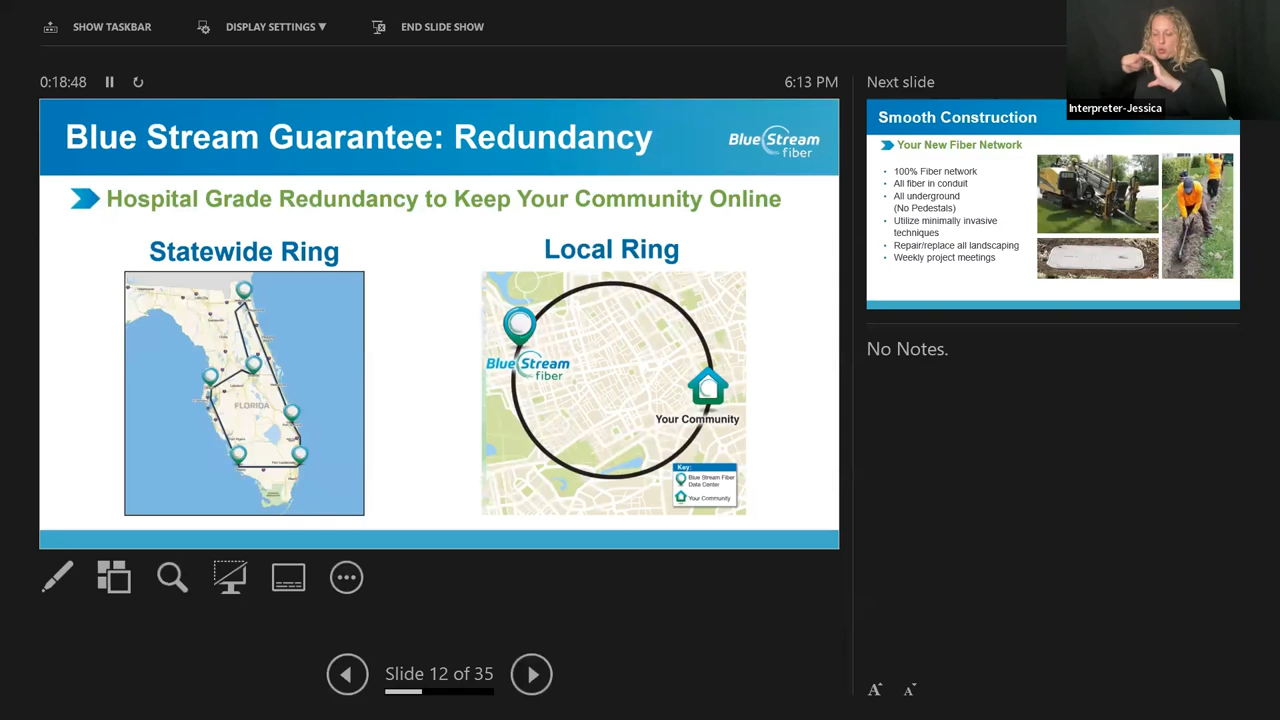 SHOW TASKBAR
DISPLAY SETTINGS ▼
END SLIDE SHOW
Interpreter-Jessica
0:18:48
6:13 PM
Next slide
Blue Stream Guarantee: Redundancy
Blue Stream
fiber
Hospital Grade Redundancy to Keep Your Community Online
Statewide Ring
Local Ring
FLORIDA
Blue Stream
fiber
Your Community
Key:
Blue Stream Fiber
Data Center
Your Community
Smooth Construction
Your New Fiber Network
• 100% Fiber network
• All fiber in conduit
• All underground
(No Pedestals)
• Utilize minimally invasive
techniques
• Repair/replace all landscaping
• Weekly project meetings
No Notes.
Slide 12 of 35
A
A